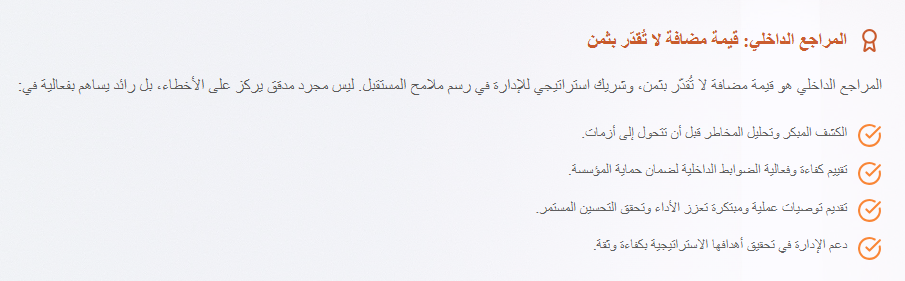 المراجع الداخلي: قيمة مضافة لا تُقدّر بثمن
المراجع الداخلي هو قيمة مضافة لا تُقدّر بثمن، وشريك استراتيجي للإدارة في رسم ملامح المستقبل. ليس مجرد مدقق يركز على الأخطاء، بل رائد يساهم بفعالية في:
الكشف المبكر وتحليل المخاطر قبل أن تتحول إلى أزمات.
تقييم كفاءة وفعالية الضوابط الداخلية لضمان حماية المؤسسة.
تقديم توصيات عملية ومبتكرة تعزز الأداء وتحقق التحسين المستمر.
دعم الإدارة في تحقيق أهدافها الاستراتيجية بكفاءة وثقة.